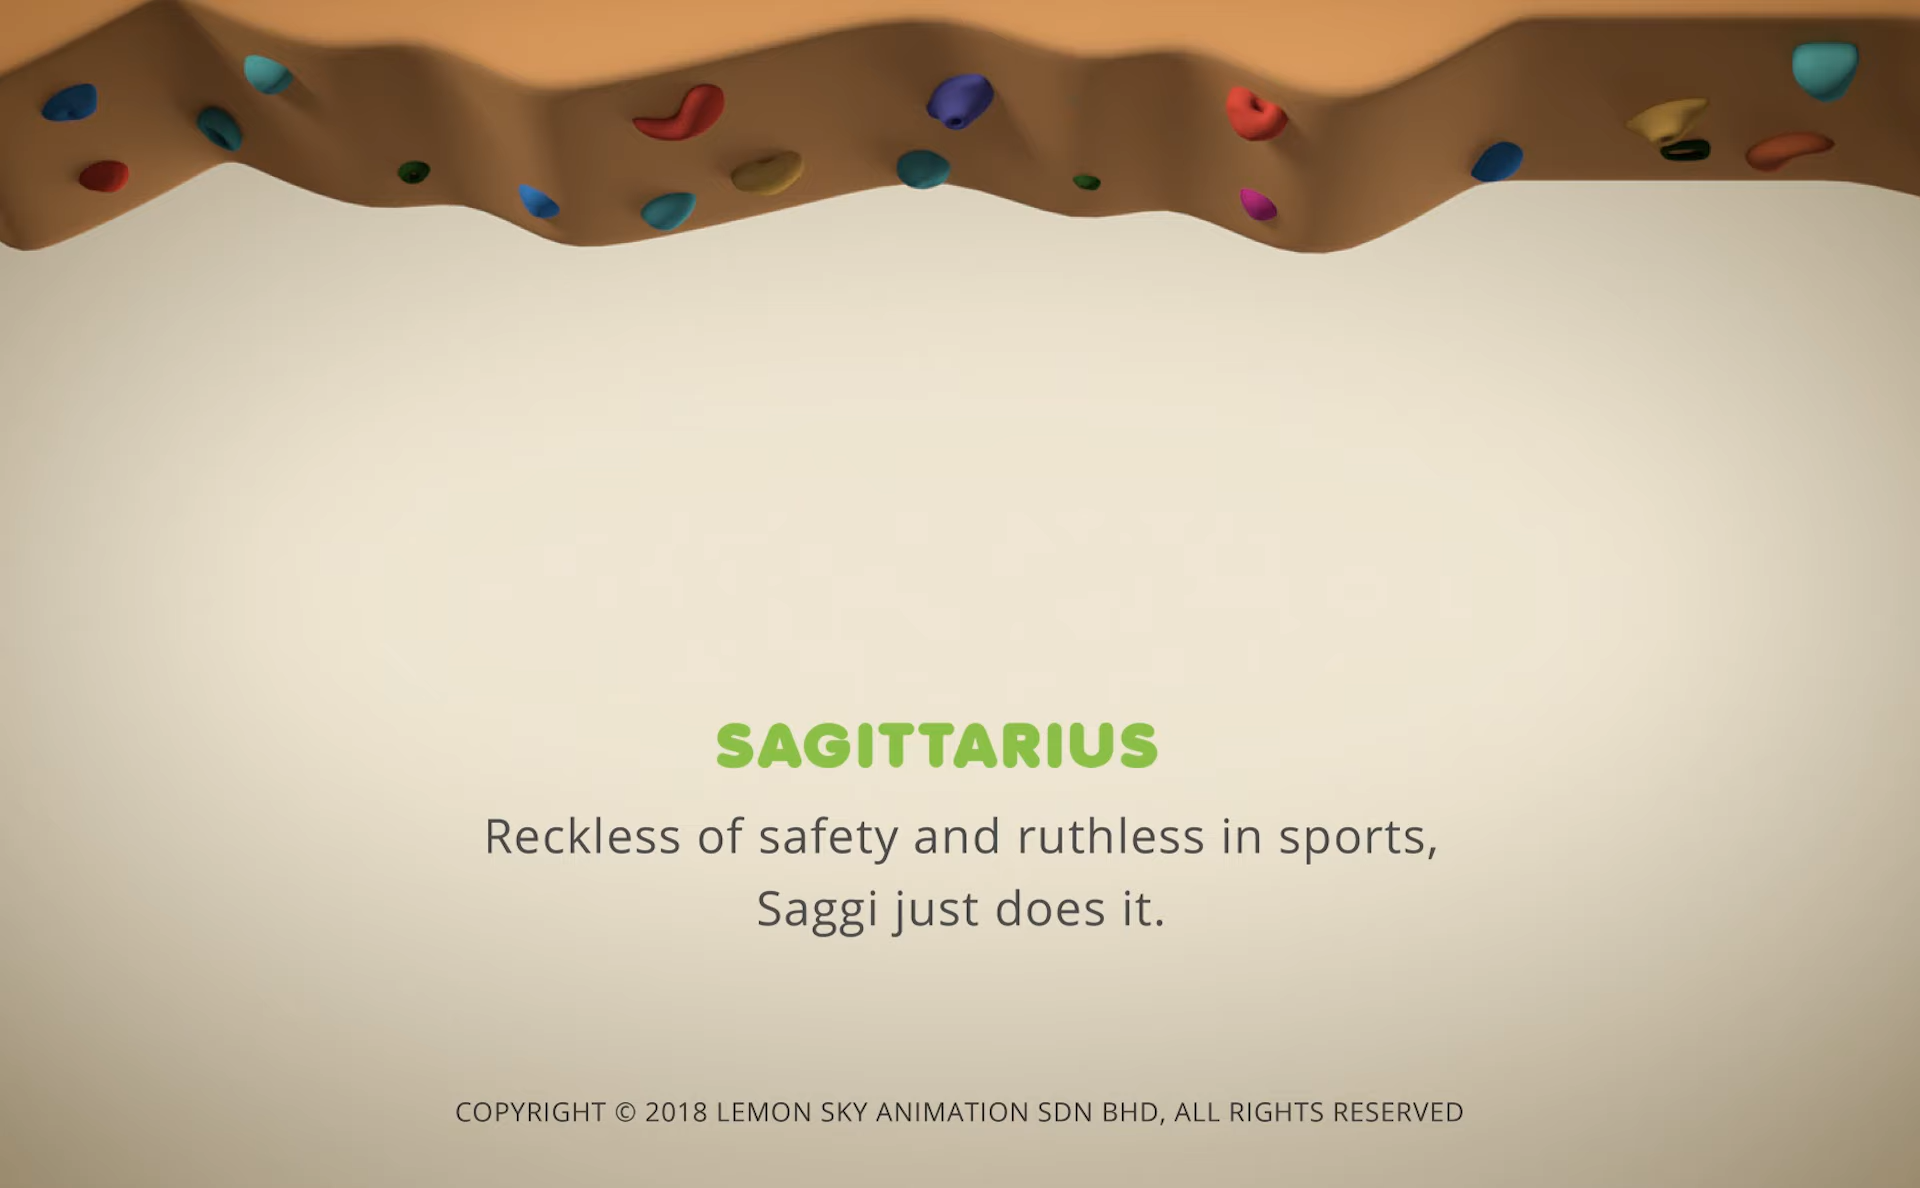 SAGITTARIUS
Reckless of safety and ruthless in sports,
Saggi just does it.
COPYRIGHT © 2018 LEMON SKY ANIMATION SDN BHD, ALL RIGHTS RESERVED